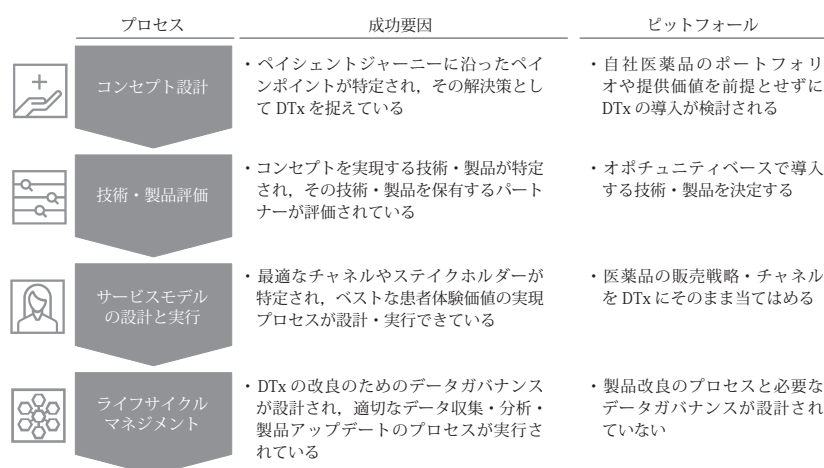 プロセス
成功要因
ピットフォール
コンセプト設計
・ペイシェントジャーニーに沿ったペイ
ンポイントが特定され，その解決策とし
て DTx を捉えている
・自社医薬品のポートフォリ
オや提供価値を前提とせずに
DTx の導入が検討される
技術・製品評価
・コンセプトを実現する技術・製品が特定
され，その技術・製品を保有するパート
ナーが評価されている
・オポチュニティベースで導入
する技術・製品を決定する
サービスモデル
の設計と実行
・最適なチャネルやステイクホルダーが
特定され，ベストな患者体験価値の実現
プロセスが設計・実行できている
・医薬品の販売戦略・チャネル
を DTx にそのまま当てはめる
ライフサイクル
マネジメント
・DTx の改良のためのデータガバナンス
が設計され，適切なデータ収集・分析・
製品アップデートのプロセスが実行さ
れている
・製品改良のプロセスと必要な
データガバナンスが設計され
ていない